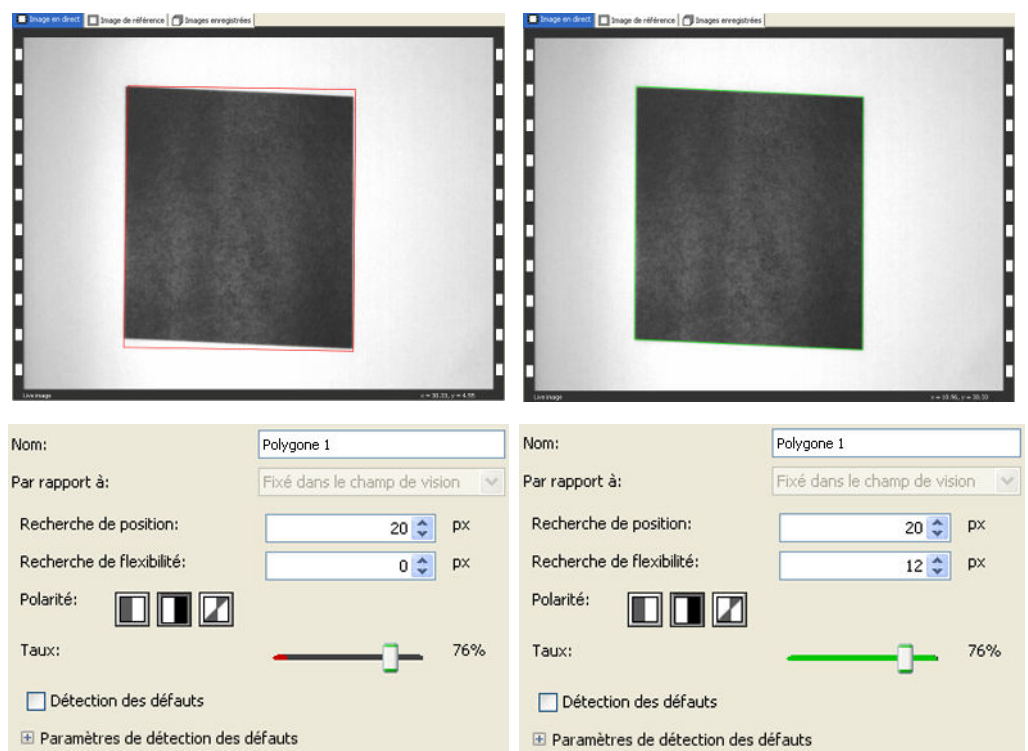 Image en direct Image de référence Images enregistrées
Live image x = 30.31, y = 4.55
Image en direct Image de référence Images enregistrées
Live image
Nom: Polygone 1
Par rapport à: Fixé dans le champ de vision
Recherche de position: 20 px
Recherche de flexibilité: 0 px
Polarité:
Taux: 76%
Détection des défauts
Paramètres de détection des défauts
Nom: Polygone 1
Par rapport à: Fixé dans le champ de vision
Recherche de position: 20 px
Recherche de flexibilité: 12 px
Polarité:
Taux: 76%
Détection des défauts
Paramètres de détection des défauts